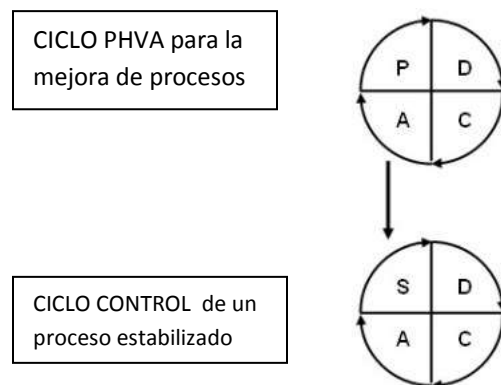 CICLO PHVA para la
mejora de procesos
P D
A C
S D
A C
CICLO CONTROL de un
proceso estabilizado